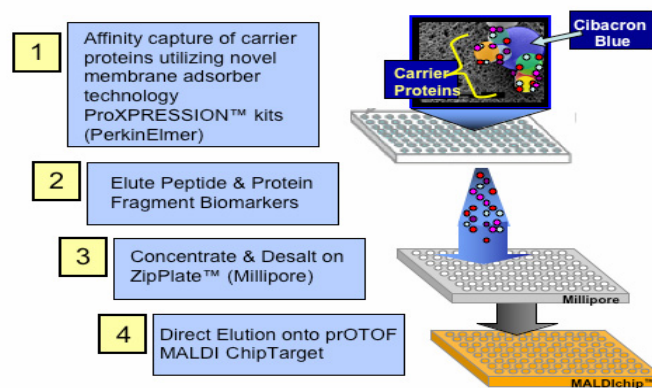 1
Affinity capture of carrier
proteins utilizing novel
membrane adsorber
technology
ProXPRESSION™ kits
(PerkinElmer)
Cibacron
Blue
Carrier
Proteins
2
Elute Peptide & Protein
Fragment Biomarkers
3
Concentrate & Desalt on
ZipPlate™ (Millipore)
Millipore
4
Direct Elution onto prOTOF
MALDI ChipTarget
MALDIchip™